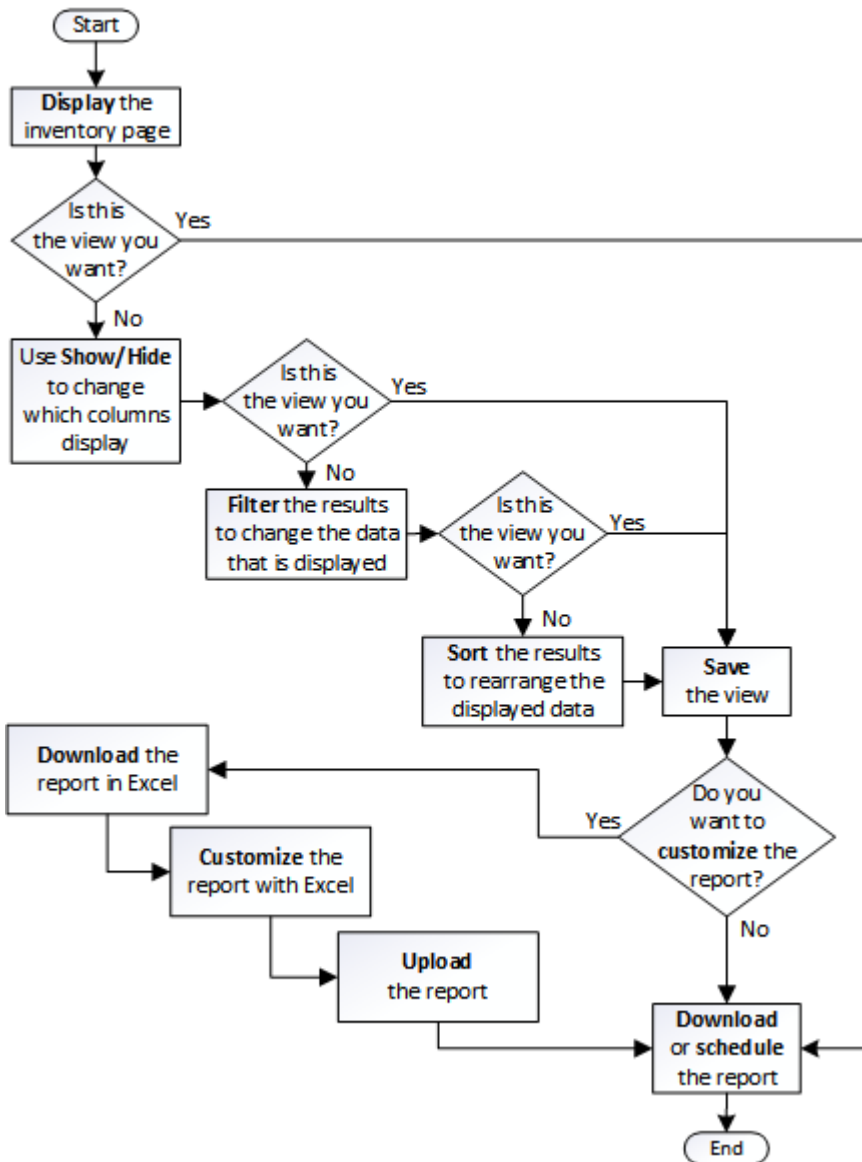 Start
Display the
inventory page
Is this
the view you
want?
Yes
No
Use Show/Hide
to change
which columns
display
Is this
the view you
want?
Yes
No
Filter the results
to change the data
that is displayed
Is this
the view you
want?
Yes
No
Sort the results
to rearrange the
displayed data
Save
the view
Do you
want to
customize the
report?
Yes
No
Download the
report in Excel
Customize the
report with Excel
Upload
the report
Download
or schedule
the report
End